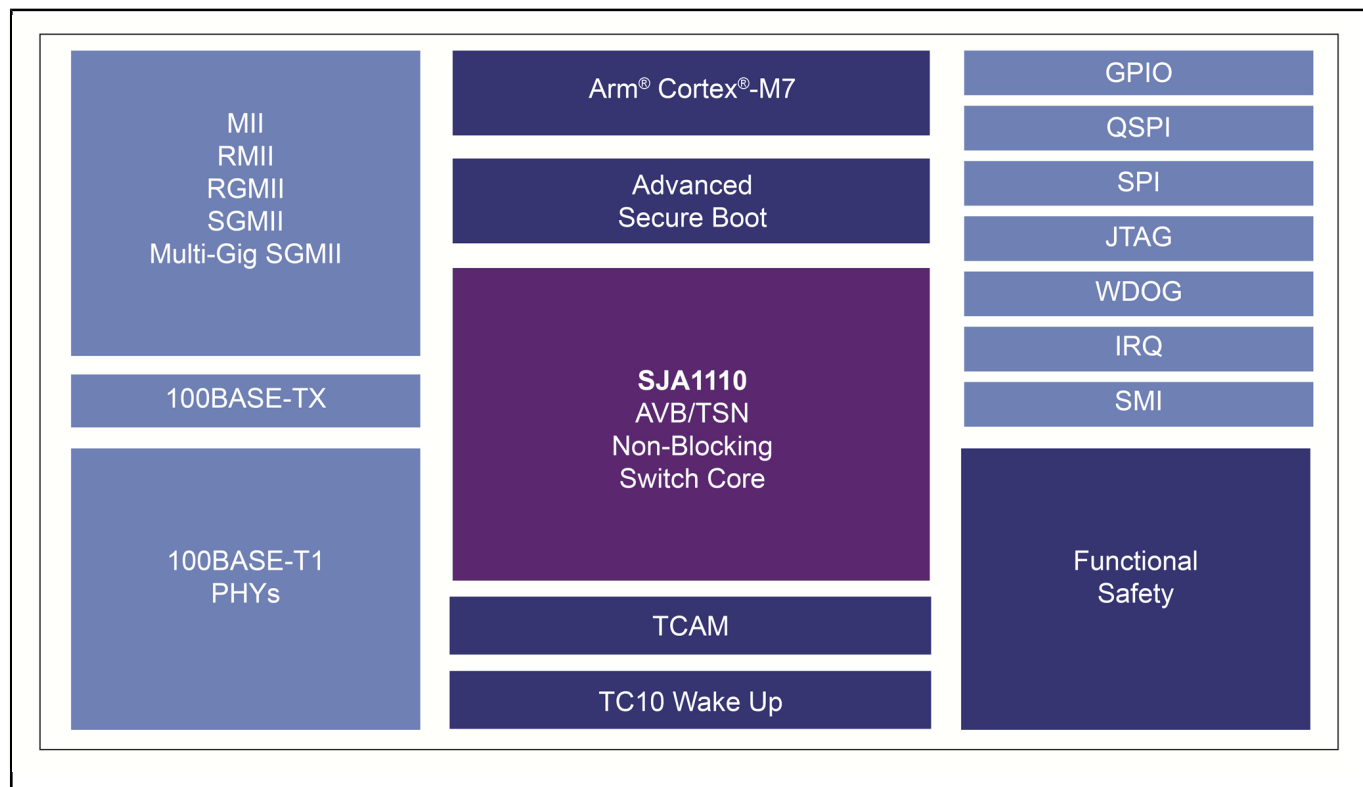 MII
RMII
RGMII
SGMII
Multi-Gig SGMII
100BASE-TX
100BASE-T1
PHYs
Arm® Cortex®-M7
Advanced
Secure Boot
SJA1110
AVB/TSN
Non-Blocking
Switch Core
TCAM
TC10 Wake Up
GPIO
QSPI
SPI
JTAG
WDOG
IRQ
SMI
Functional
Safety